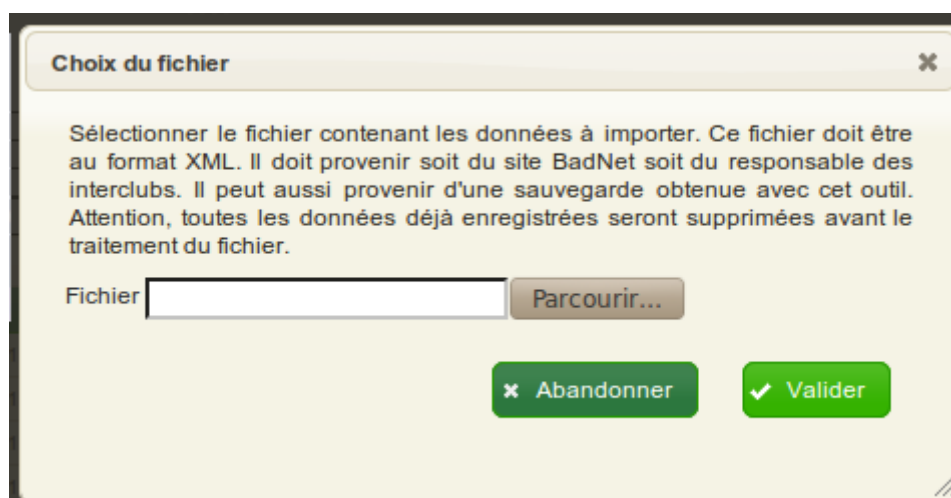 Choix du fichier
Sélectionner le fichier contenant les données à importer. Ce fichier doit être
au format XML. Il doit provenir soit du site BadNet soit du responsable des
interclubs. Il peut aussi provenir d'une sauvegarde obtenue avec cet outil.
Attention, toutes les données déjà enregistrées seront supprimées avant le
traitement du fichier.
Fichier Parcourir...
Abandonner Valider